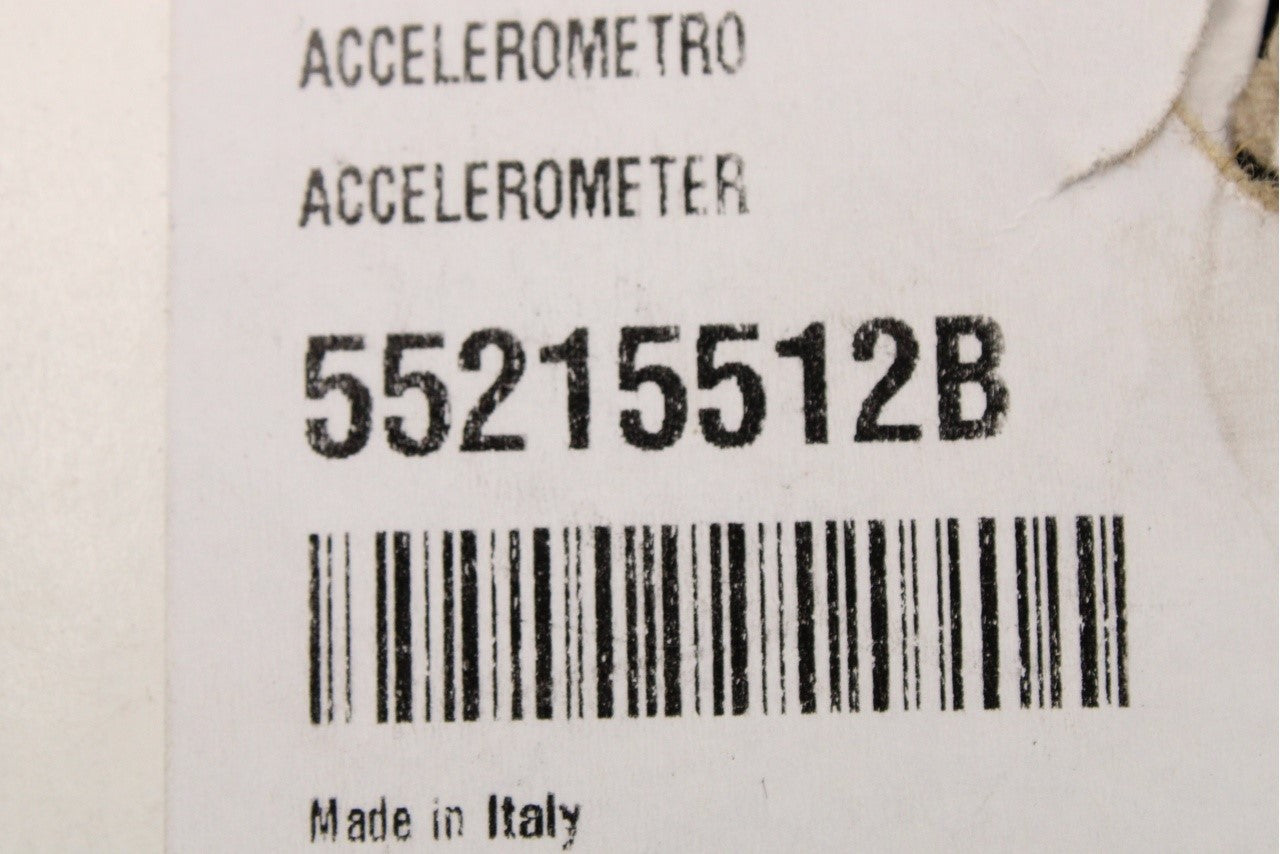 ACCELEROMETRO
ACCELEROMETER
55215512B
Made in Italy